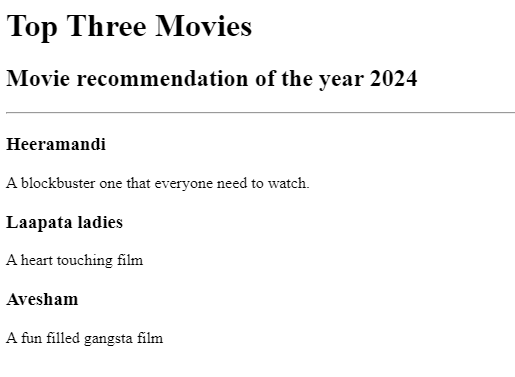 Top Three Movies
Movie recommendation of the year 2024
Heeramandi
A blockbuster one that everyone need to watch.
Laapata ladies
A heart touching film
Avesham
A fun filled gangsta film